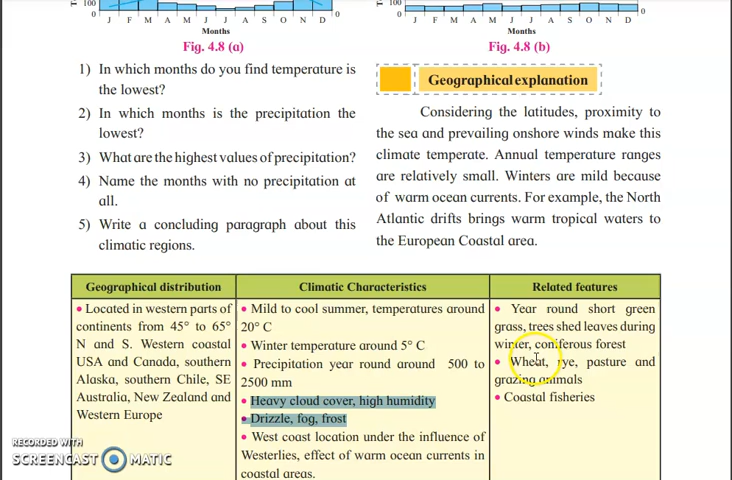 100
0
J F M A M J J A S O N D
Months
Fig. 4.8 (a)
1) In which months do you find temperature is
the lowest?
2) In which months is the precipitation the
lowest?
3) What are the highest values of precipitation?
4) Name the months with no precipitation at
all.
5) Write a concluding paragraph about this
climatic regions.
100
0
J F M A M J J A S O N D
Months
Fig. 4.8 (b)
Geographical explanation
Considering the latitudes, proximity to
the sea and prevailing onshore winds make this
climate temperate. Annual temperature ranges
are relatively small. Winters are mild because
of warm ocean currents. For example, the North
Atlantic drifts brings warm tropical waters to
the European Coastal area.
Geographical distribution
• Located in western parts of
continents from 45° to 65°
N and S. Western coastal
USA and Canada, southern
Alaska, southern Chile, SE
Australia, New Zealand and
Western Europe
Climatic Characteristics
• Mild to cool summer, temperatures around
20° C
• Winter temperature around 5° C
• Precipitation year round around 500 to
2500 mm
• Heavy cloud cover, high humidity
• Drizzle, fog, frost
• West coast location under the influence of
Westerlies, effect of warm ocean currents in
coastal areas.
Related features
• Year round short green
grass, trees shed leaves during
winter, coniferous forest
• Wheat, rye, pasture and
grazing animals
• Coastal fisheries
RECORDED WITH
SCREENCAST MATIC